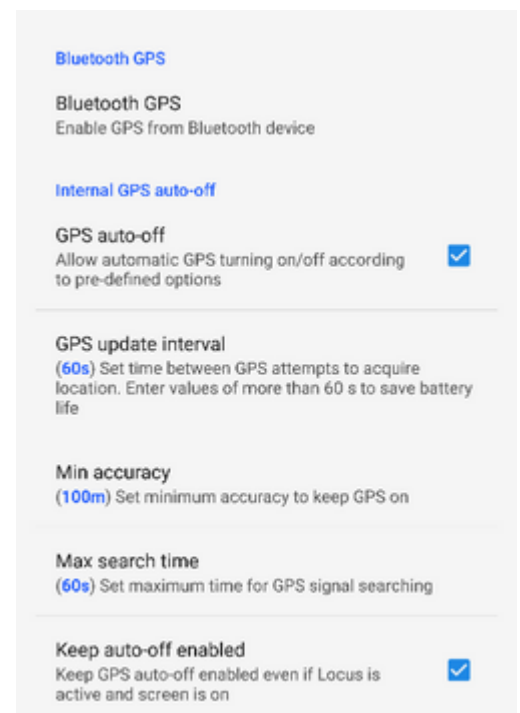 Bluetooth GPS
Bluetooth GPS
Enable GPS from Bluetooth device
Internal GPS auto-off
GPS auto-off
Allow automatic GPS turning on/off according
to pre-defined options
GPS update interval
(60s) Set time between GPS attempts to acquire
location. Enter values of more than 60 s to save battery
life
Min accuracy
(100m) Set minimum accuracy to keep GPS on
Max search time
(60s) Set maximum time for GPS signal searching
Keep auto-off enabled
Keep GPS auto-off enabled even if Locus is
active and screen is on